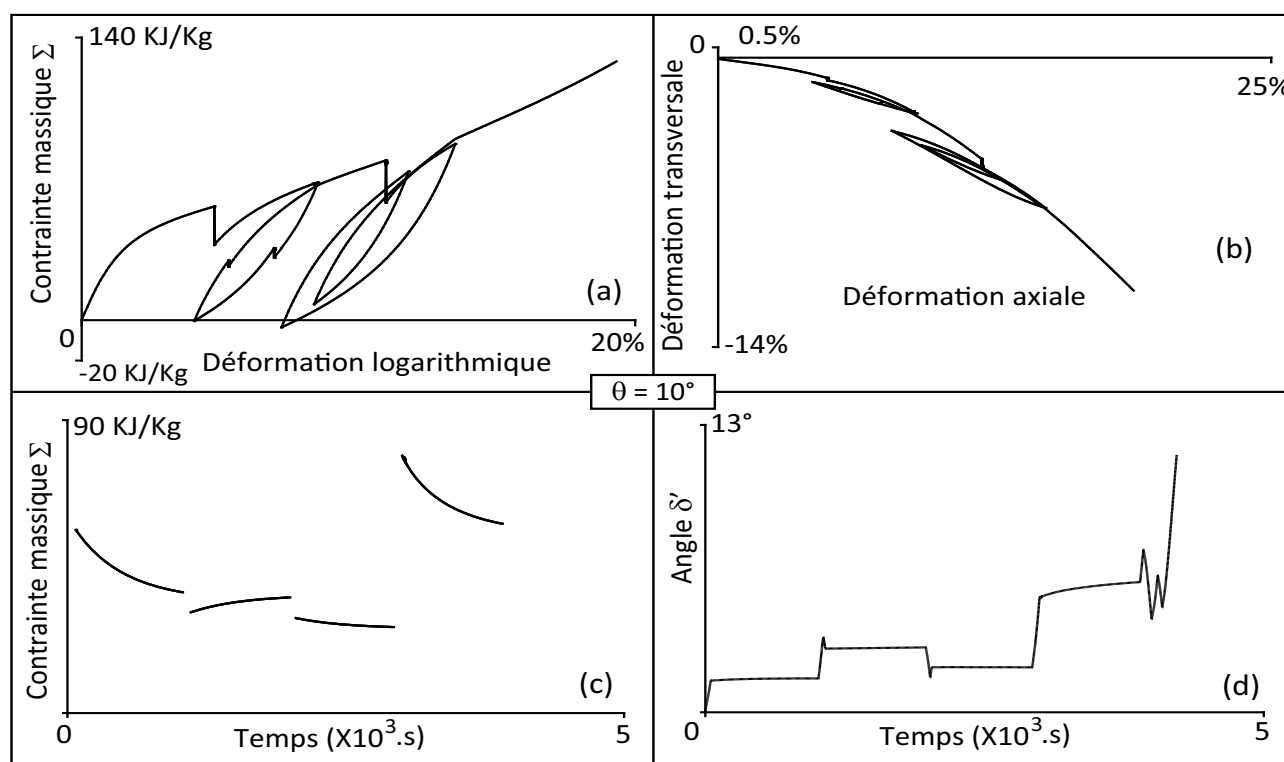 140 KJ/Kg
Contrainte massique Σ
0
-20 KJ/Kg
Déformation logarithmique
20%
(a)
0
0.5%
25%
Déformation transversale
-14%
Déformation axiale
(b)
θ = 10°
90 KJ/Kg
Contrainte massique Σ
0
Temps (X10³.s)
5
(c)
13°
Angle δ'
0
Temps (X10³.s)
5
(d)